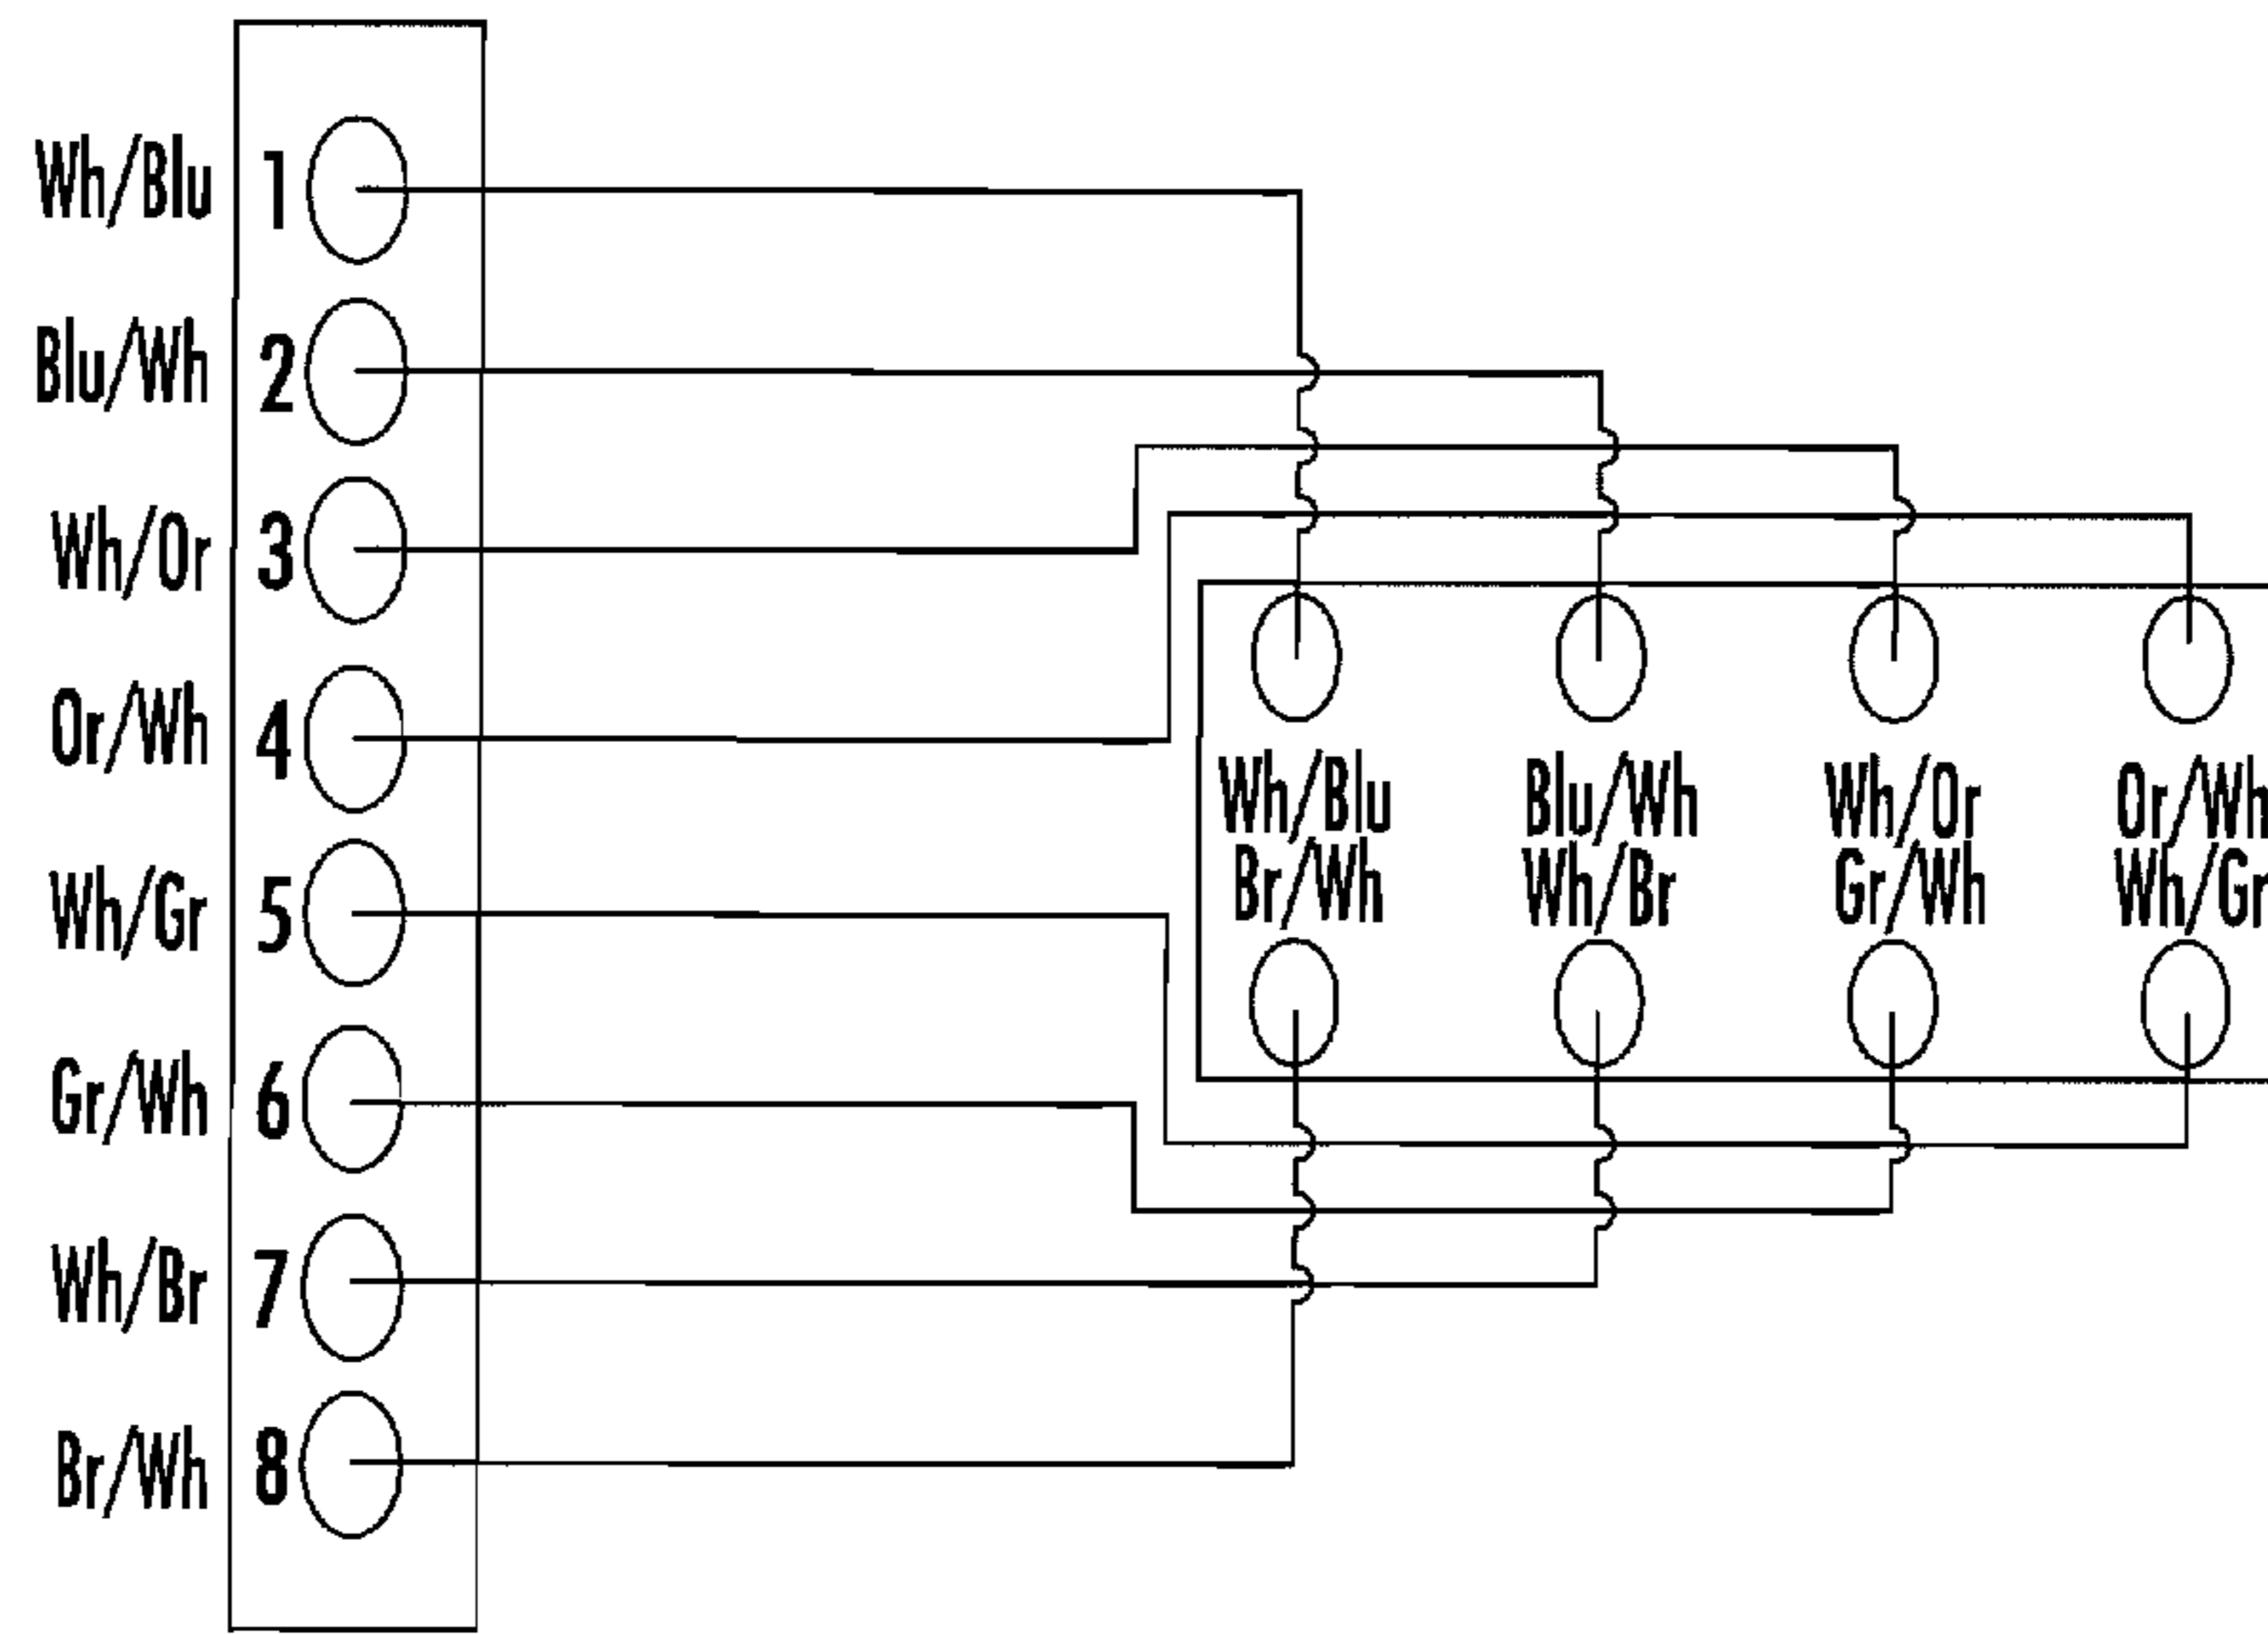 Wh/Blu 1
Blu/Wh 2
Wh/Or 3
Or/Wh 4
Wh/Blu Blu/Wh Wh/Or Or/Wh
Br/Wh Wh/Br Gr/Wh Wh/Gr
Wh/Gr 5
Gr/Wh 6
Wh/Br 7
Br/Wh 8